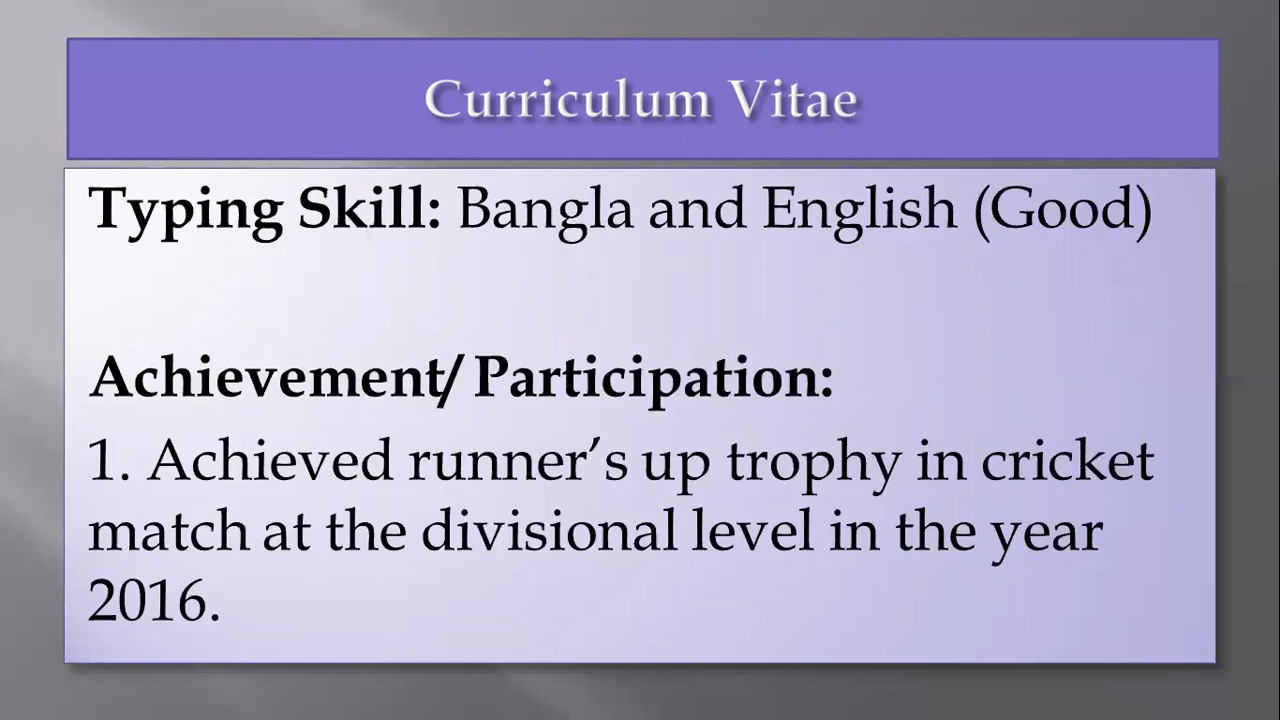 Curriculum Vitae
Typing Skill: Bangla and English (Good)
Achievement/ Participation:
1. Achieved runner’s up trophy in cricket
match at the divisional level in the year
2016.